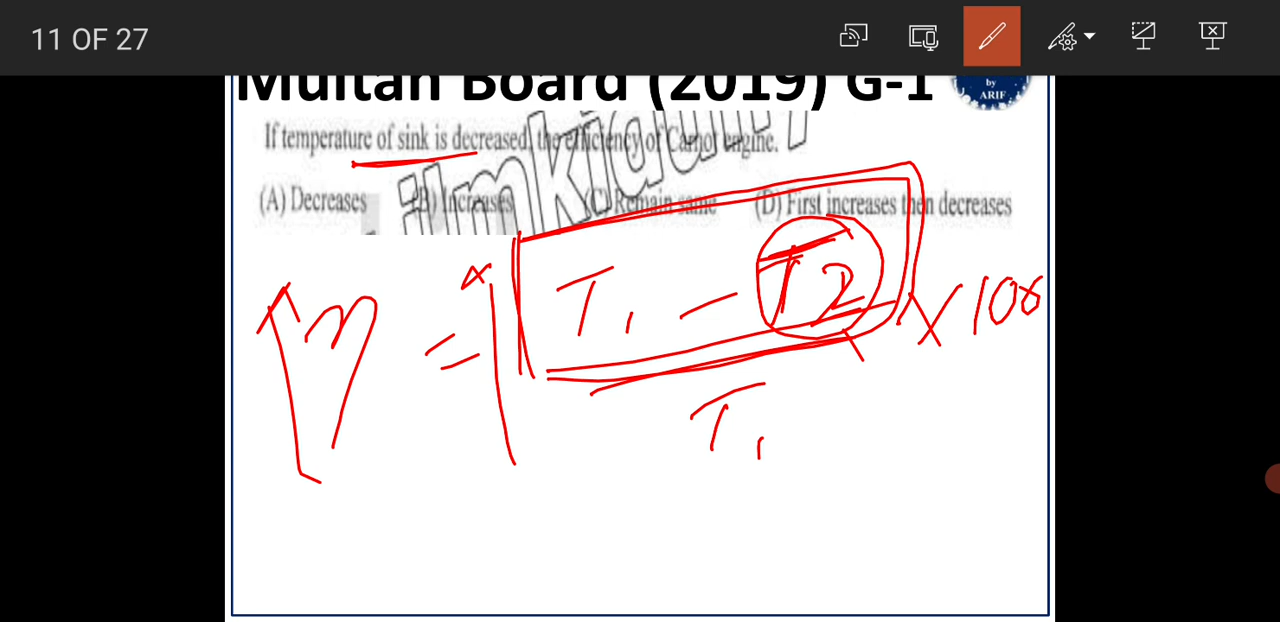 11 OF 27
Multan Board (2019) G-1
by
ARIF
If temperature of sink is decreased, the efficiency of Carnot engine.
(A) Decreases (B) Increases (C) Remain same (D) First increases then decreases
ilmkidunya
η = T1 - T2 × 100
T1